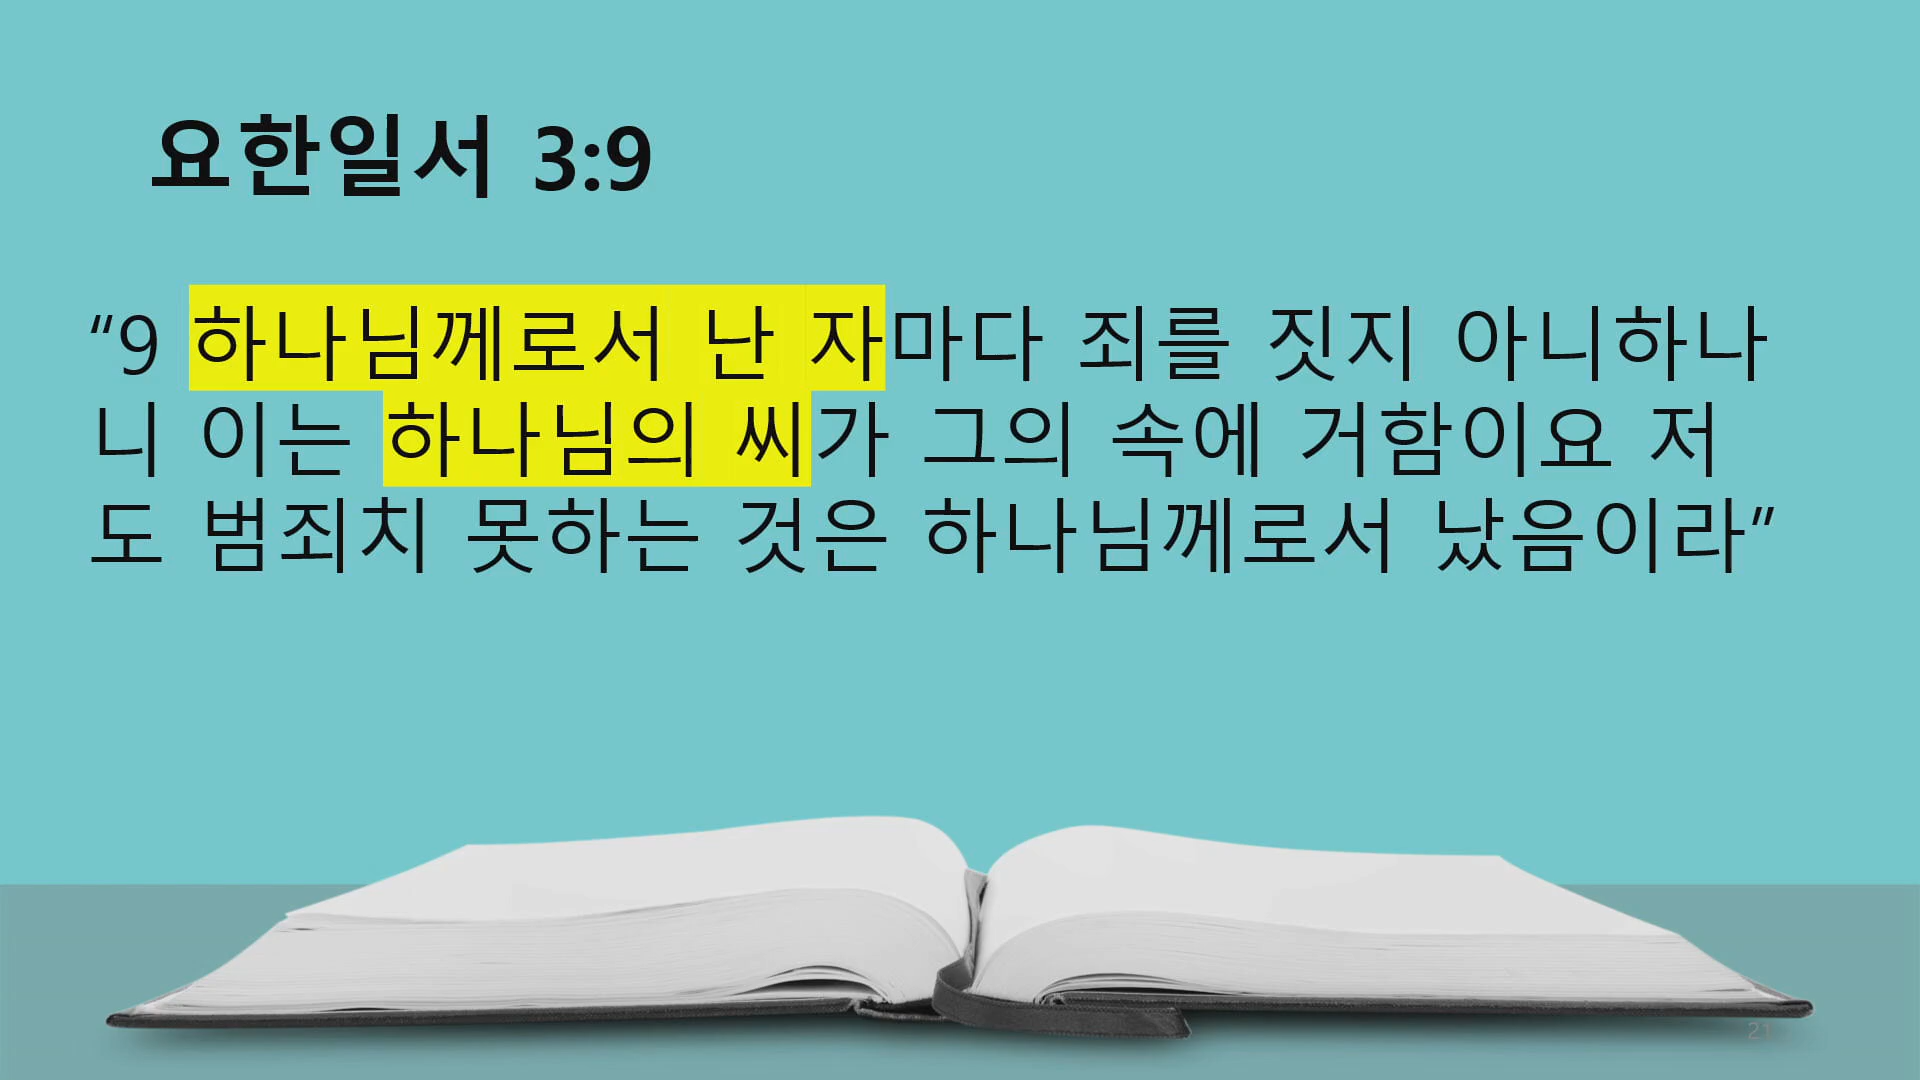 요한일서 3:9
“9 하나님께로서 난 자마다 죄를 짓지 아니하나
니 이는 하나님의 씨가 그의 속에 거함이요 저
도 범죄치 못하는 것은 하나님께로서 났음이라”
21